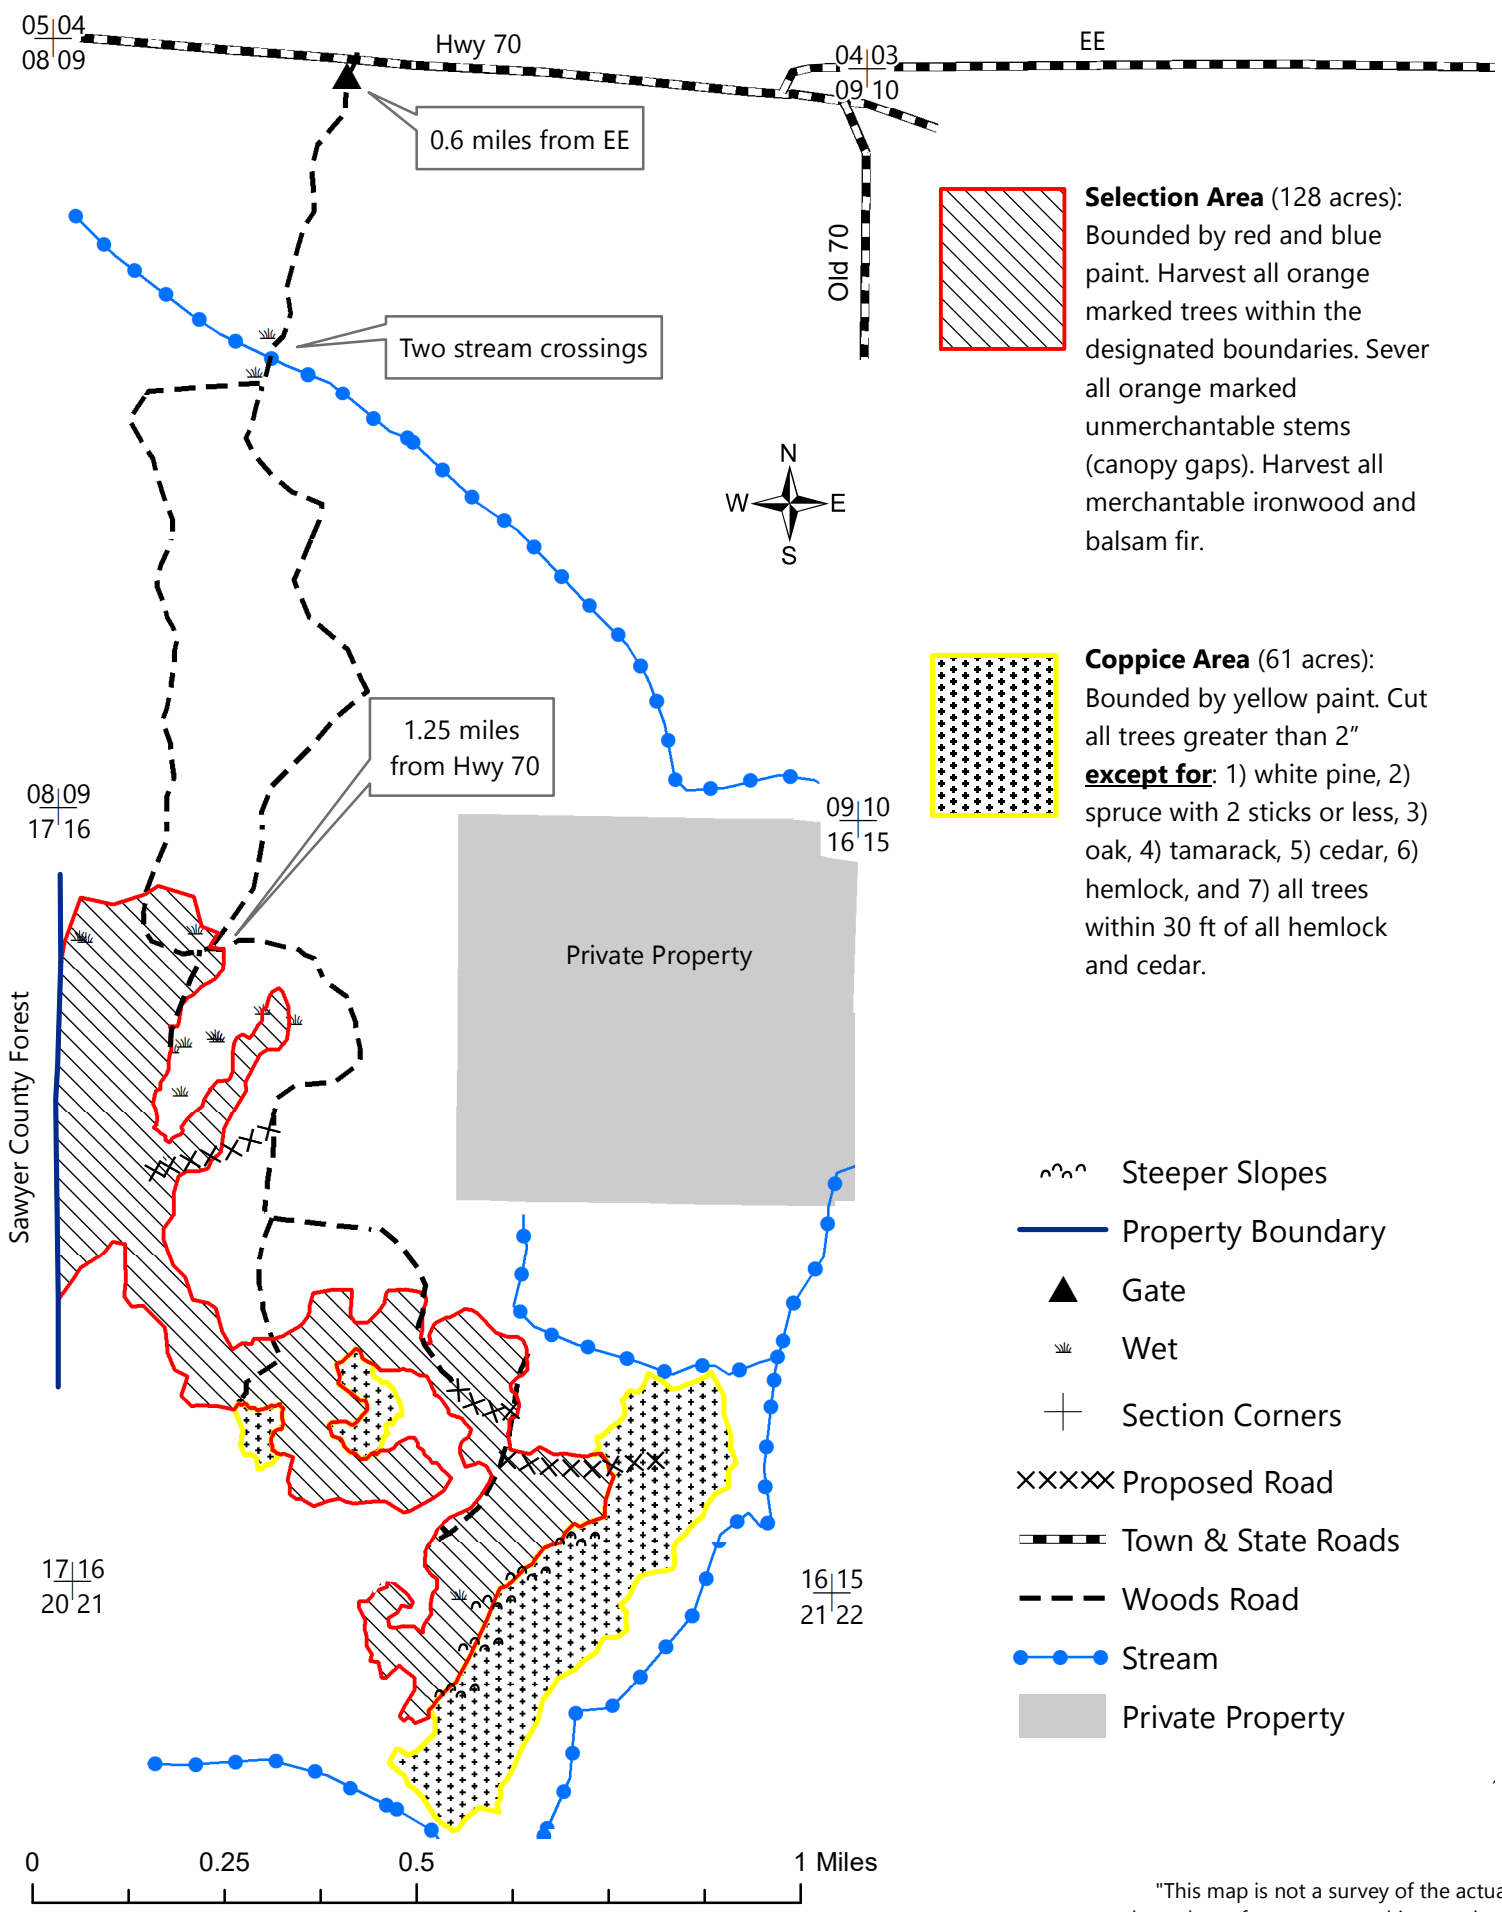 05 04
08 09
Hwy 70
EE
04 03
09 10
0.6 miles from EE
Old 70
Two stream crossings
Selection Area (128 acres):
Bounded by red and blue
paint. Harvest all orange
marked trees within the
designated boundaries. Sever
all orange marked
unmerchantable stems
(canopy gaps). Harvest all
merchantable ironwood and
balsam fir.
N
W E
S
Coppice Area (61 acres):
Bounded by yellow paint. Cut
all trees greater than 2”
except for: 1) white pine, 2)
spruce with 2 sticks or less, 3)
oak, 4) tamarack, 5) cedar, 6)
hemlock, and 7) all trees
within 30 ft of all hemlock
and cedar.
1.25 miles
from Hwy 70
08 09
17 16
09 10
16 15
Private Property
Sawyer County Forest
17 16
20 21
16 15
21 22
Steeper Slopes
Property Boundary
Gate
Wet
Section Corners
Proposed Road
Town & State Roads
Woods Road
Stream
Private Property
0 0.25 0.5 1 Miles
"This map is not a survey of the actua